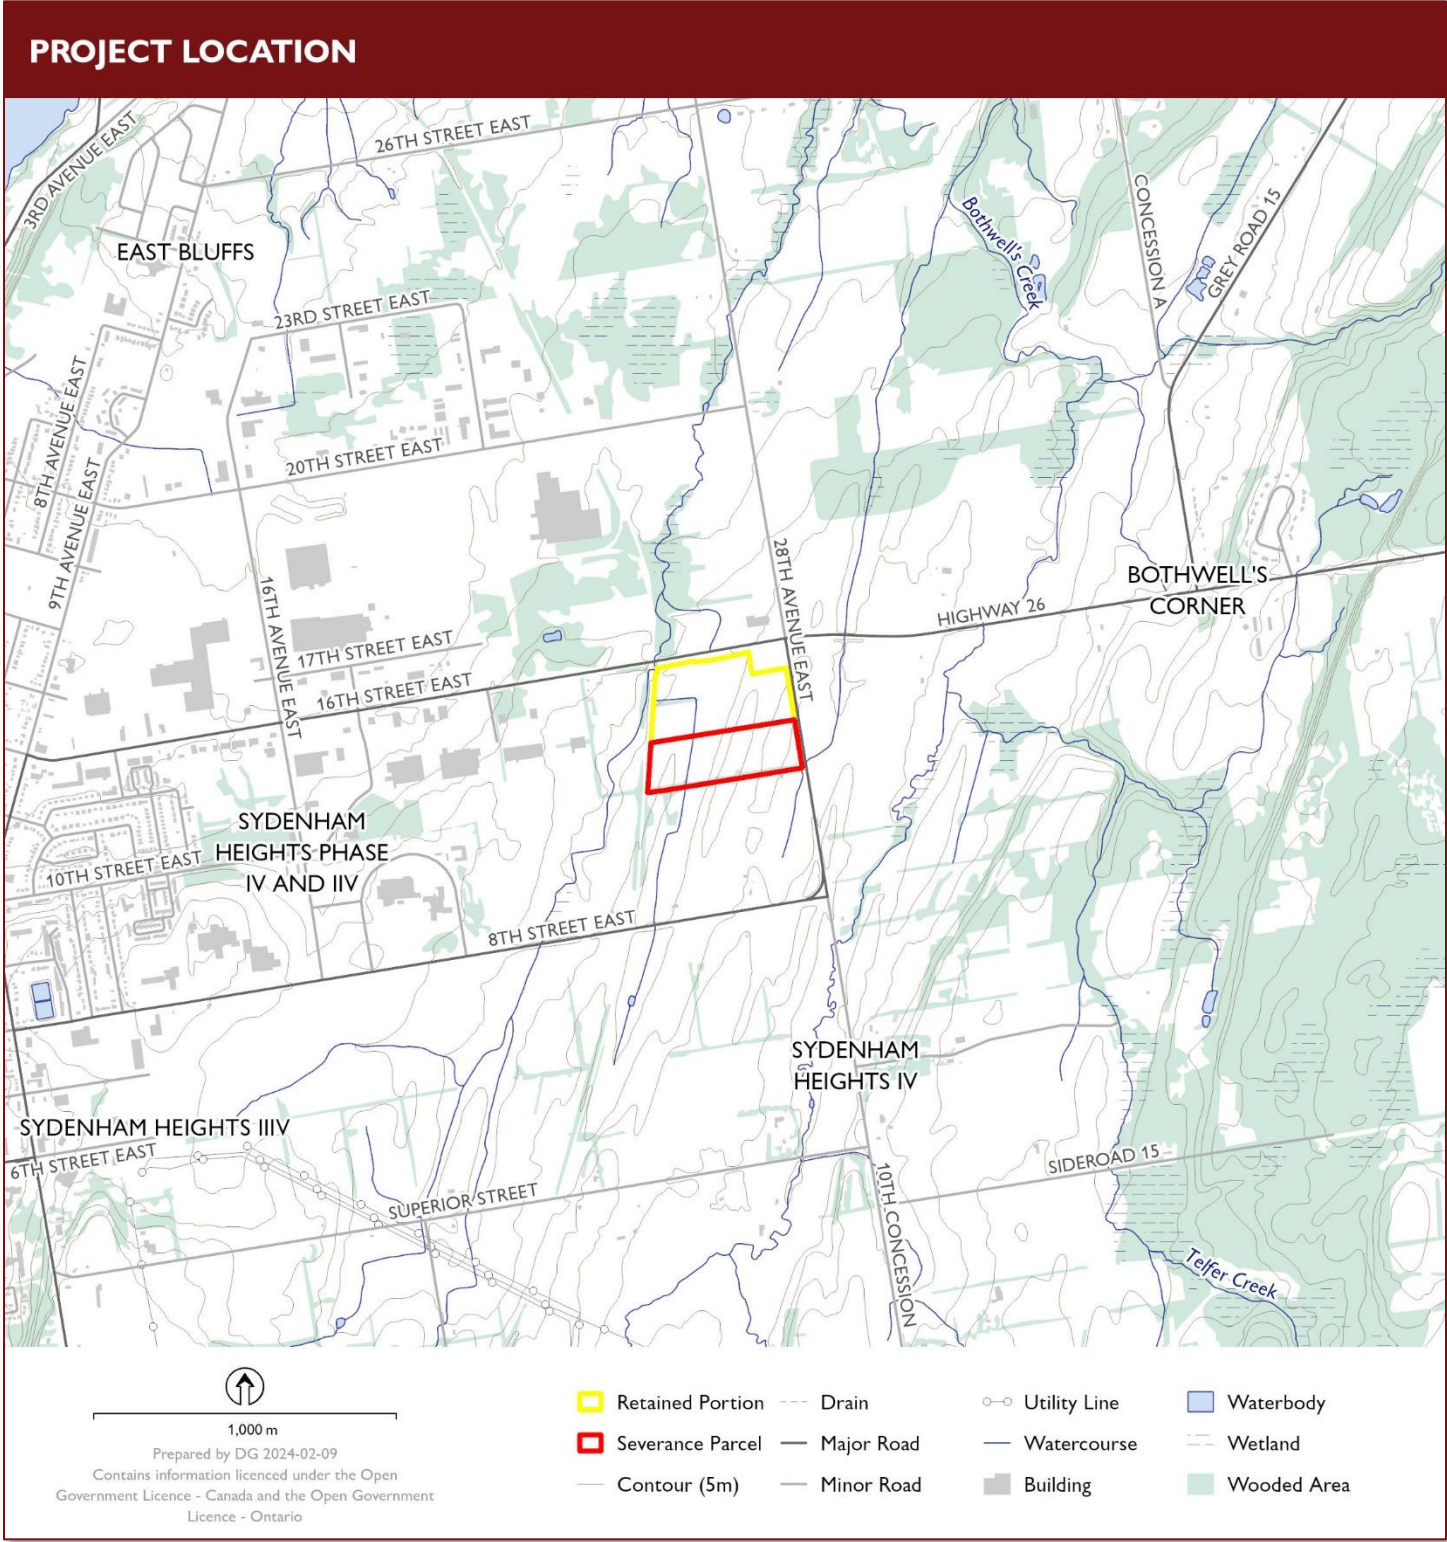 PROJECT LOCATION
26TH STREET EAST
3RD AVENUE EAST
CONCESSION A
GREY ROAD 15
Bothwell's Creek
EAST BLUFFS
23RD STREET EAST
8TH AVENUE EAST
20TH STREET EAST
9TH AVENUE EAST
28TH AVENUE EAST
16TH AVENUE EAST
BOTHWELL'S
CORNER
HIGHWAY 26
17TH STREET EAST
16TH STREET EAST
SYDENHAM
HEIGHTS PHASE
IV AND IIV
10TH STREET EAST
8TH STREET EAST
SYDENHAM
HEIGHTS IV
SYDENHAM HEIGHTS IIIV
6TH STREET EAST
SIDEROAD 15
SUPERIOR STREET
10TH CONCESSION
Telfer Creek
1,000 m
Prepared by DG 2024-02-09
Contains information licenced under the Open
Government Licence - Canada and the Open Government
Licence - Ontario
Retained Portion
Drain
Utility Line
Waterbody
Severance Parcel
Major Road
Watercourse
Wetland
Contour (5m)
Minor Road
Building
Wooded Area